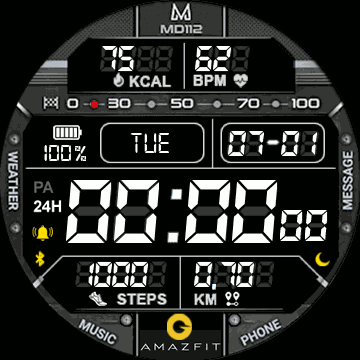 MD112
75 62
KCAL BPM
0 30 50 70 100
100% TUE 07-01
WEATHER
MESSAGE
PA
24H
00:00 00
1000 0.70
STEPS KM
MUSIC
PHONE
AMAZFIT